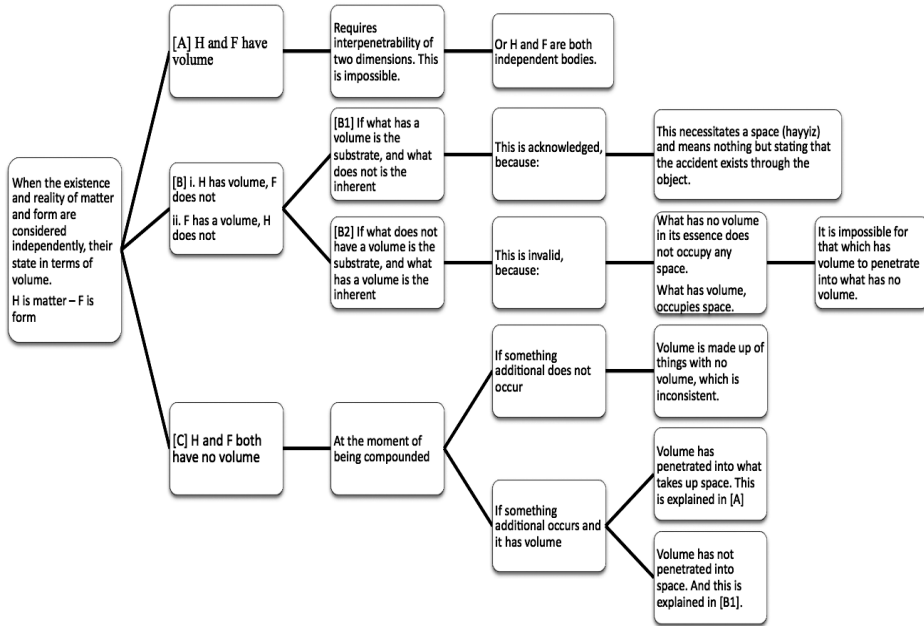 When the existence
and reality of matter
and form are
considered
independently, their
state in terms of
volume.
H is matter – F is
form
[A] H and F have
volume
Requires
interpenetrability of
two dimensions. This
is impossible.
Or H and F are both
independent bodies.
[B] i. H has volume, F
does not
ii. F has a volume, H
does not
[B1] If what has a
volume is the
substrate, and what
does not is the
inherent
This is acknowledged,
because:
This necessitates a space (hayyiz)
and means nothing but stating that
the accident exists through the
object.
[B2] If what does not
have a volume is the
substrate, and what
has a volume is the
inherent
This is invalid,
because:
What has no volume
in its essence does
not occupy any
space.
What has volume,
occupies space.
It is impossible for
that which has
volume to penetrate
into what has no
volume.
[C] H and F both
have no volume
At the moment of
being compounded
If something
additional does not
occur
Volume is made up of
things with no
volume, which is
inconsistent.
If something
additional occurs and
it has volume
Volume has
penetrated into what
takes up space. This
is explained in [A]
Volume has not
penetrated into
space. And this is
explained in [B1].